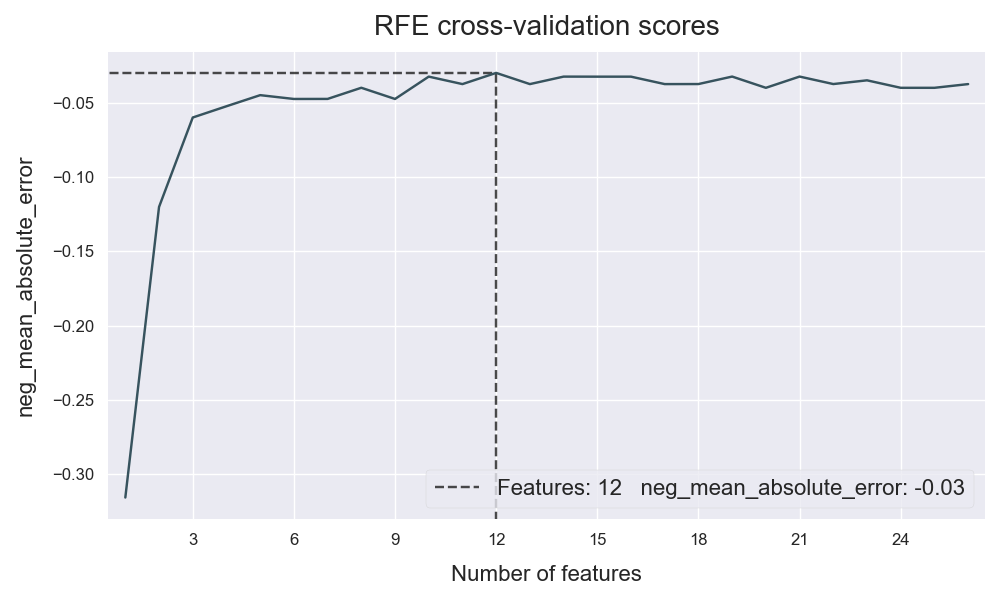 RFE cross-validation scores
neg_mean_absolute_error
−0.05
−0.10
−0.15
−0.20
−0.25
−0.30
Features: 12   neg_mean_absolute_error: -0.03
3 6 9 12 15 18 21 24
Number of features